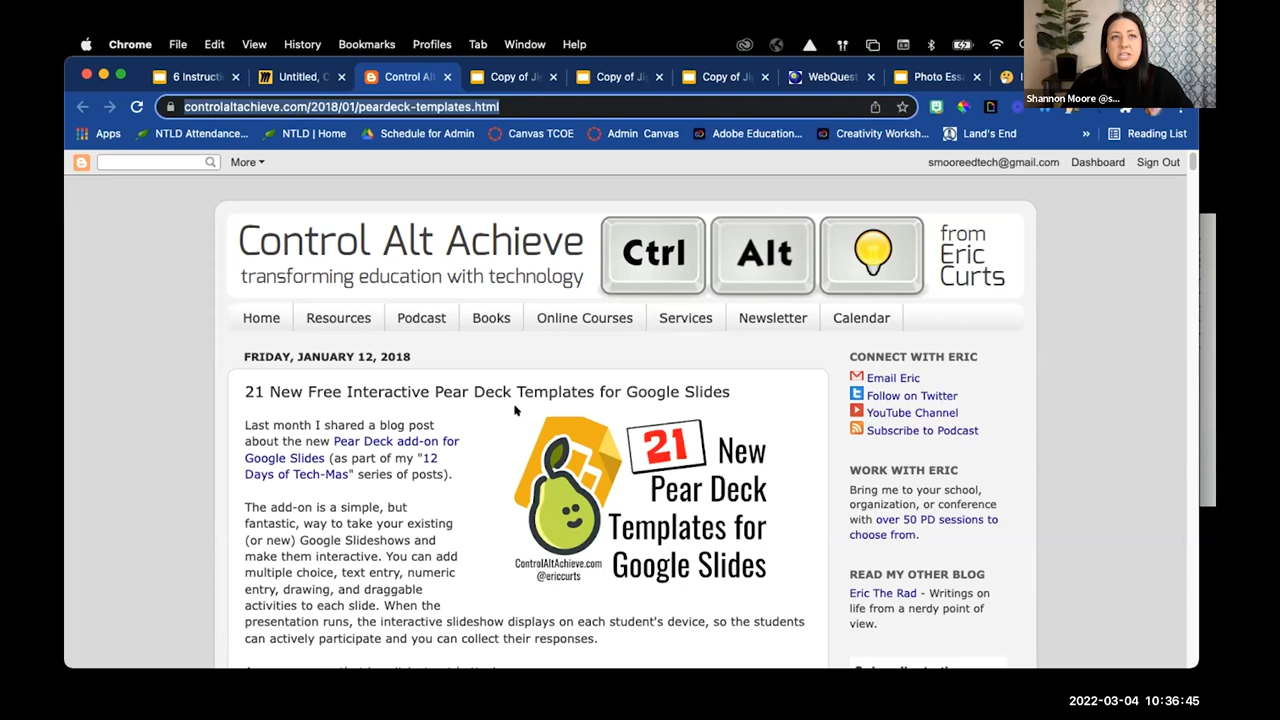 Chrome File Edit View History Bookmarks Profiles Tab Window Help
Shannon Moore @s...
6 Instructi
Untitled, C
Control Alt
Copy of Ji
Copy of Jig
Copy of Ji
WebQuest
Photo Essa
controlaltachieve.com/2018/01/peardeck-templates.html
Apps NTLD Attendance... NTLD | Home Schedule for Admin Canvas TCOE Admin Canvas Adobe Education... Creativity Worksh... Land's End » Reading List
More smooreedtech@gmail.com Dashboard Sign Out
Control Alt Achieve
transforming education with technology
Ctrl Alt
from
Eric
Curts
Home Resources Podcast Books Online Courses Services Newsletter Calendar
FRIDAY, JANUARY 12, 2018
21 New Free Interactive Pear Deck Templates for Google Slides
Last month I shared a blog post
about the new Pear Deck add-on for
Google Slides (as part of my "12
Days of Tech-Mas" series of posts).
The add-on is a simple, but
fantastic, way to take your existing
(or new) Google Slideshows and
make them interactive. You can add
multiple choice, text entry, numeric
entry, drawing, and draggable
activities to each slide. When the
presentation runs, the interactive slideshow displays on each student's device, so the students
can actively participate and you can collect their responses.
21 New
Pear Deck
Templates for
Google Slides
ControlAltAchieve.com
@ericcurts
CONNECT WITH ERIC
Email Eric
Follow on Twitter
YouTube Channel
Subscribe to Podcast
WORK WITH ERIC
Bring me to your school,
organization, or conference
with over 50 PD sessions to
choose from.
READ MY OTHER BLOG
Eric The Rad - Writings on
life from a nerdy point of
view.
2022-03-04 10:36:45